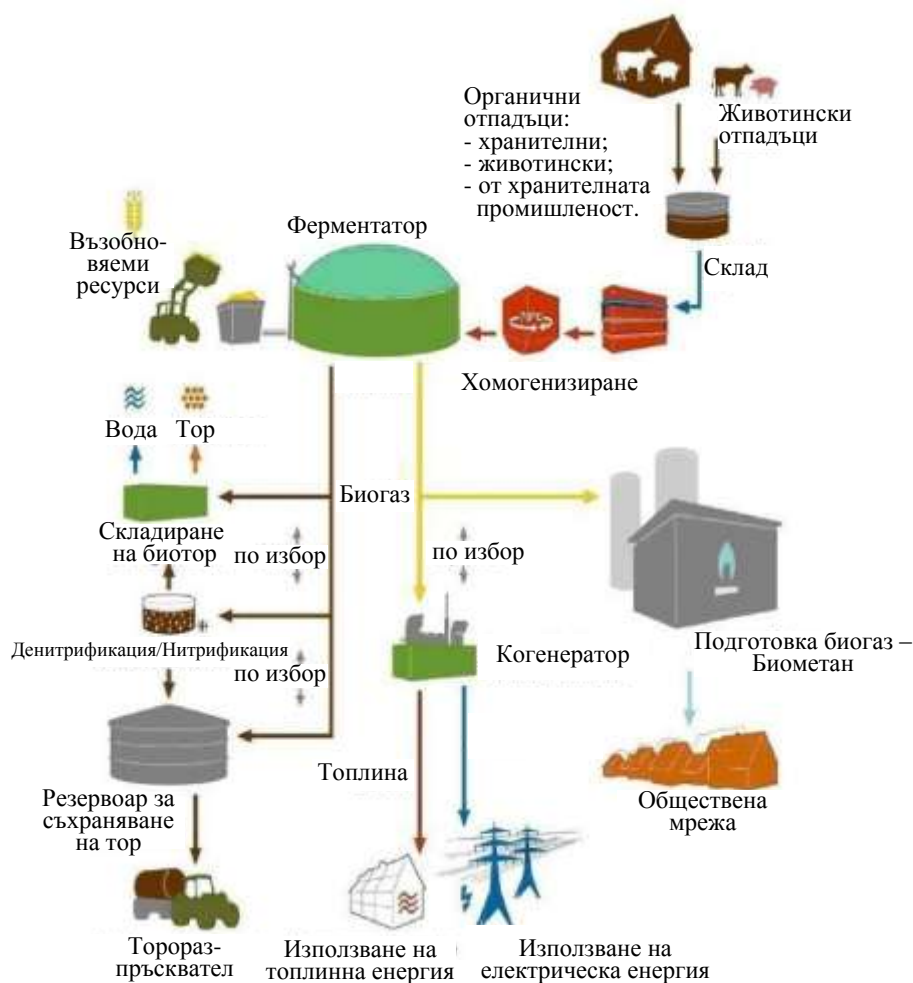 Органични
отпадъци:
- хранителни;
- животински;
- от хранителната
промишленост.
Животински
отпадъци
Ферментатор
Възобно-
вяеми
ресурси
Склад
70°C
Хомогенизиране
Вода
Тор
Биогаз
Складиране
на биотор
по избор
по избор
Денитрификация/Нитрификация
по избор
Когенератор
Подготовка биогаз –
Биометан
Топлина
Резервоар за
съхраняване
на тор
Обществена
мрежа
Торораз-
пръсквател
Използване на
топлинна енергия
Използване на
електрическа енергия